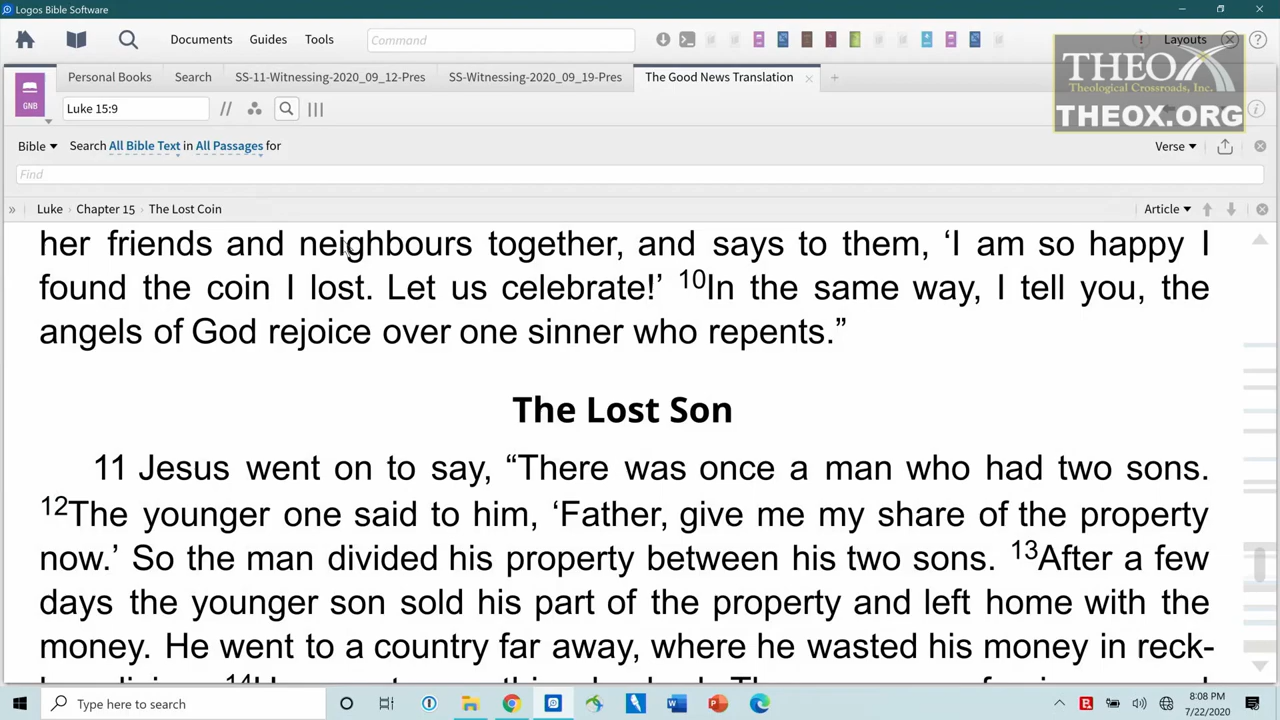 Logos Bible Software
Documents Guides Tools Command Layouts
THEOX
Theological Crossroads, Inc.
THEOX.ORG
Personal Books Search SS-11-Witnessing-2020_09_12-Pres SS-Witnessing-2020_09_19-Pres The Good News Translation
GNB
Luke 15:9
Bible Search All Bible Text in All Passages for Verse
Find
Luke › Chapter 15 › The Lost Coin Article
her friends and neighbours together, and says to them, ‘I am so happy I
found the coin I lost. Let us celebrate!’ 10In the same way, I tell you, the
angels of God rejoice over one sinner who repents.”
The Lost Son
11 Jesus went on to say, “There was once a man who had two sons.
12The younger one said to him, ‘Father, give me my share of the property
now.’ So the man divided his property between his two sons. 13After a few
days the younger son sold his part of the property and left home with the
money. He went to a country far away, where he wasted his money in reck-
Type here to search
8:08 PM
7/22/2020